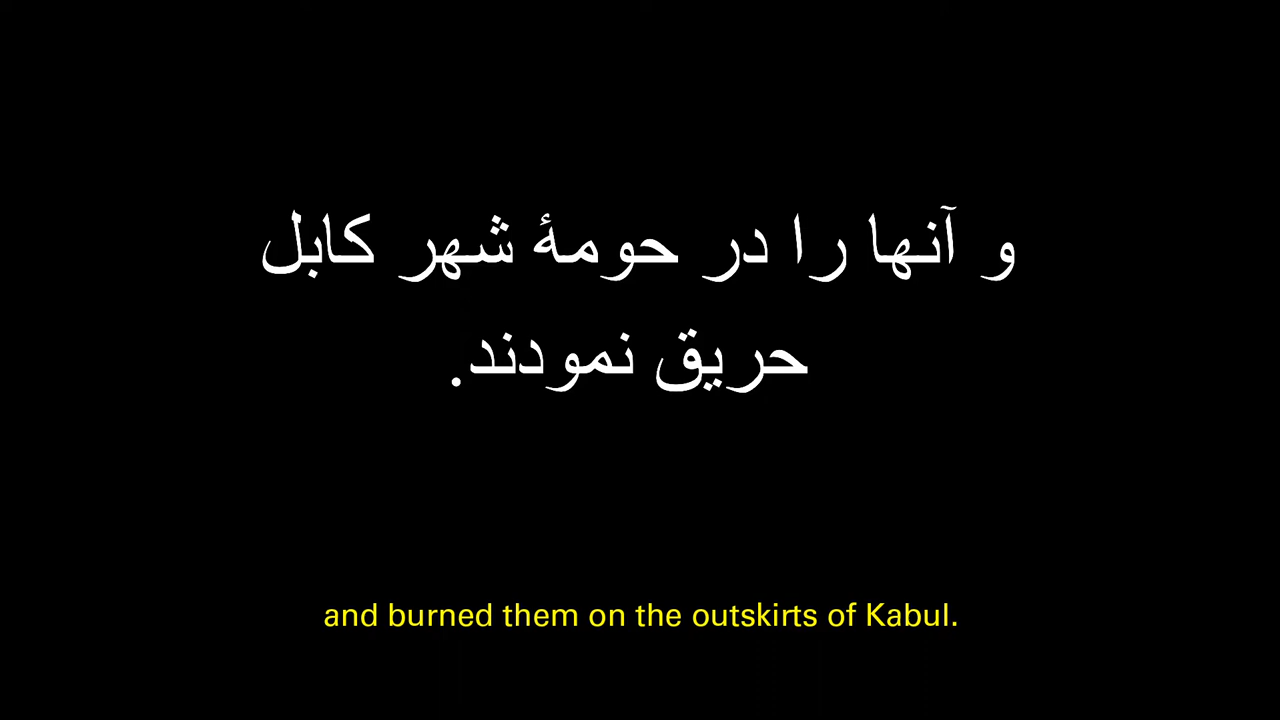 و آنها را در حومهٔ شهر کابل
حریق نمودند.
and burned them on the outskirts of Kabul.